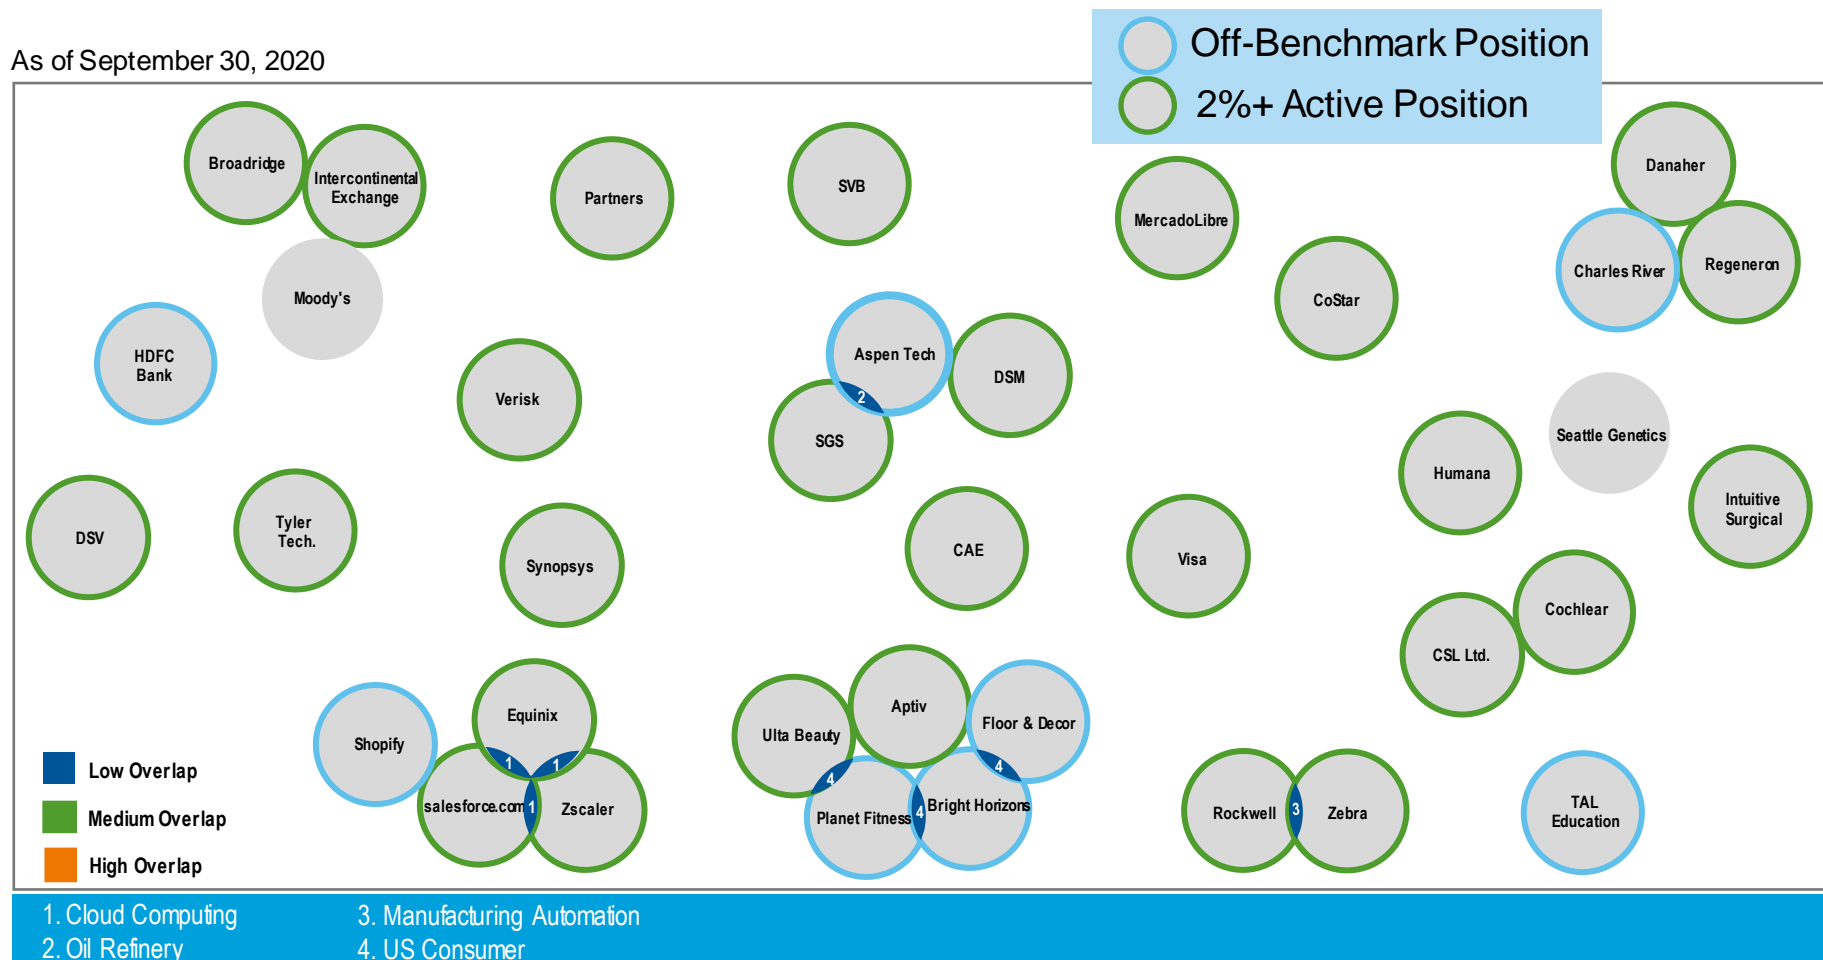 As of September 30, 2020
Off-Benchmark Position
2%+ Active Position
Broadridge
Intercontinental
Exchange
Partners
SVB
MercadoLibre
Danaher
Charles River
Regeneron
Moody's
CoStar
HDFC
Bank
Aspen Tech
DSM
Verisk
2
SGS
Seattle Genetics
Humana
Intuitive
Surgical
DSV
Tyler
Tech.
Synopsys
CAE
Visa
Cochlear
CSL Ltd.
Equinix
Shopify
1
1
salesforce.com
1
Zscaler
Aptiv
Ulta Beauty
Floor & Decor
4
4
Planet Fitness
4
Bright Horizons
Rockwell
3
Zebra
TAL
Education
Low Overlap
Medium Overlap
High Overlap
1. Cloud Computing
2. Oil Refinery
3. Manufacturing Automation
4. US Consumer